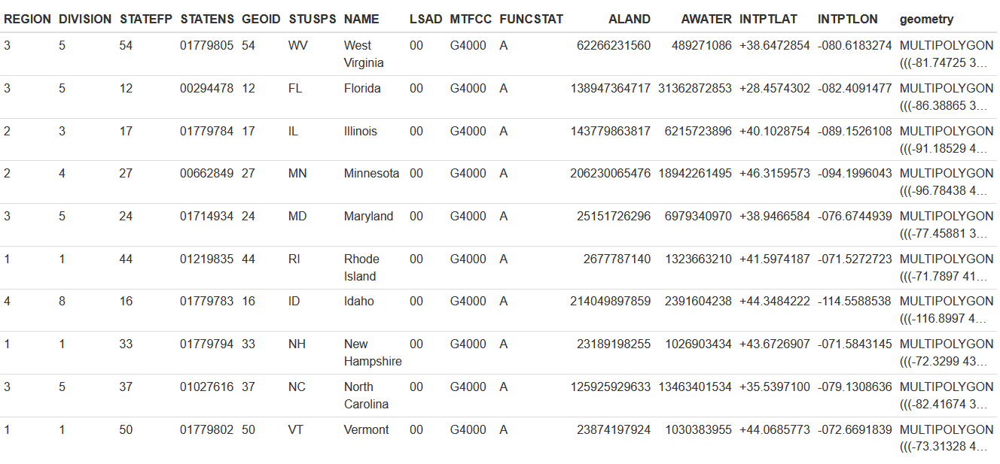 REGION DIVISION STATEFP STATENS GEOID STUSPS NAME LSAD MTFCC FUNCSTAT ALAND AWATER INTPTLAT INTPTLON geometry
3 5 54 01779805 54 WV West 00 G4000 A 62266231560 489271086 +38.6472854 -080.6183274 MULTIPOLYGON
Virginia (((-81.74725 3…
3 5 12 00294478 12 FL Florida 00 G4000 A 138947364717 31362872853 +28.4574302 -082.4091477 MULTIPOLYGON
(((-86.38865 3…
2 3 17 01779784 17 IL Illinois 00 G4000 A 143779863817 6215723896 +40.1028754 -089.1526108 MULTIPOLYGON
(((-91.18529 4…
2 4 27 00662849 27 MN Minnesota 00 G4000 A 206230065476 18942261495 +46.3159573 -094.1996043 MULTIPOLYGON
(((-96.78438 4…
3 5 24 01714934 24 MD Maryland 00 G4000 A 25151726296 6979340970 +38.9466584 -076.6744939 MULTIPOLYGON
(((-77.45881 3…
1 1 44 01219835 44 RI Rhode 00 G4000 A 2677787140 1323663210 +41.5974187 -071.5272723 MULTIPOLYGON
Island (((-71.7897 41…
4 8 16 01779783 16 ID Idaho 00 G4000 A 214049897859 2391604238 +44.3484222 -114.5588538 MULTIPOLYGON
(((-116.8997 4…
1 1 33 01779794 33 NH New 00 G4000 A 23189198255 1026903434 +43.6726907 -071.5843145 MULTIPOLYGON
Hampshire (((-72.3299 43…
3 5 37 01027616 37 NC North 00 G4000 A 125925929633 13463401534 +35.5397100 -079.1308636 MULTIPOLYGON
Carolina (((-82.41674 3…
1 1 50 01779802 50 VT Vermont 00 G4000 A 23874197924 1030383955 +44.0685773 -072.6691839 MULTIPOLYGON
(((-73.31328 4…